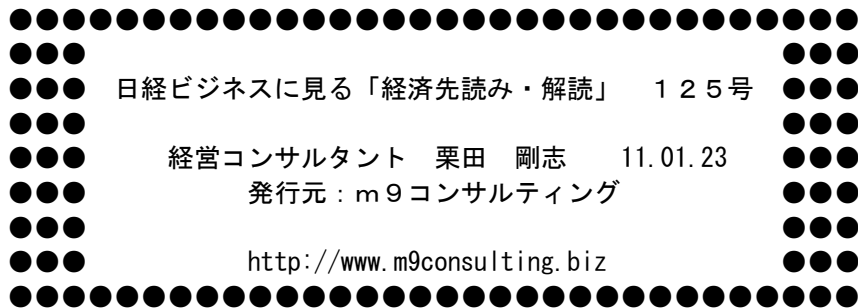 日経ビジネスに見る「経済先読み・解読」　１２５号
経営コンサルタント　栗田　剛志　　11.01.23
発行元：ｍ９コンサルティング
http://www.m9consulting.biz